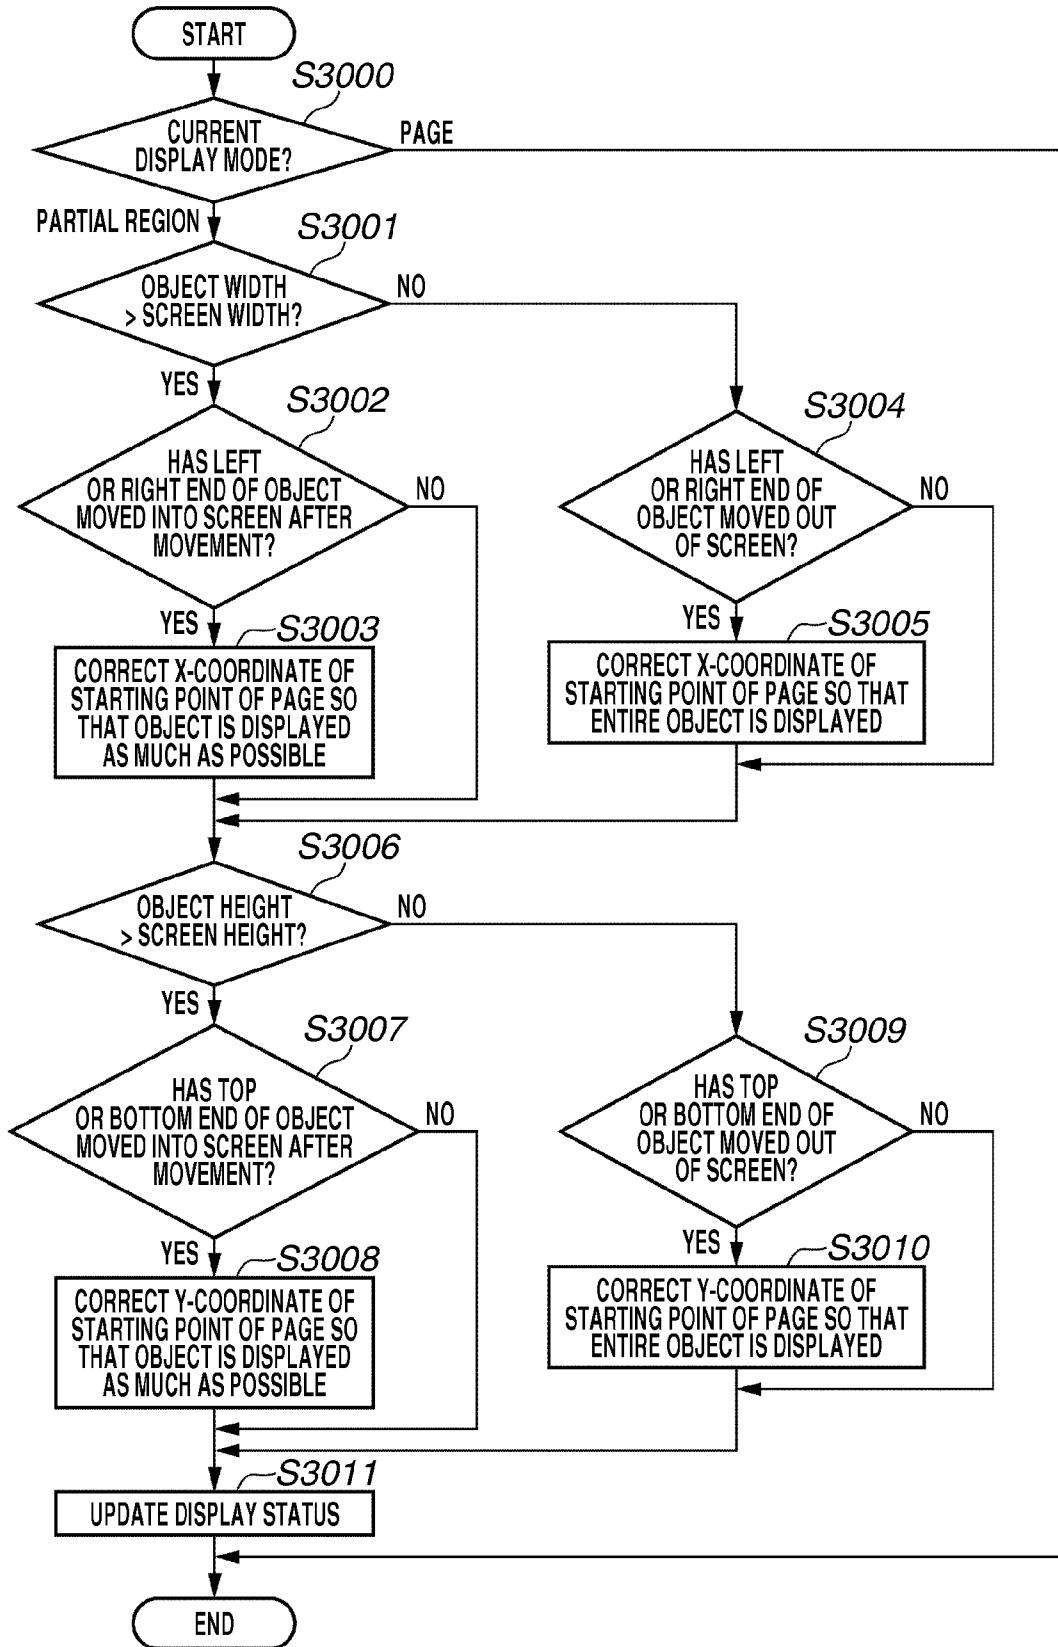 START
S3000
CURRENT
DISPLAY MODE?
PAGE
PARTIAL REGION
S3001
OBJECT WIDTH
> SCREEN WIDTH?
NO
YES
S3002
HAS LEFT
OR RIGHT END OF OBJECT
MOVED INTO SCREEN AFTER
MOVEMENT?
NO
S3004
HAS LEFT
OR RIGHT END OF
OBJECT MOVED OUT
OF SCREEN?
NO
YES
S3003
CORRECT X-COORDINATE OF
STARTING POINT OF PAGE SO
THAT OBJECT IS DISPLAYED
AS MUCH AS POSSIBLE
YES
S3005
CORRECT X-COORDINATE OF
STARTING POINT OF PAGE SO THAT
ENTIRE OBJECT IS DISPLAYED
S3006
OBJECT HEIGHT
> SCREEN HEIGHT?
NO
YES
S3007
HAS TOP
OR BOTTOM END OF OBJECT
MOVED INTO SCREEN AFTER
MOVEMENT?
NO
S3009
HAS TOP
OR BOTTOM END OF
OBJECT MOVED OUT
OF SCREEN?
NO
YES
S3008
CORRECT Y-COORDINATE OF
STARTING POINT OF PAGE SO
THAT OBJECT IS DISPLAYED
AS MUCH AS POSSIBLE
YES
S3010
CORRECT Y-COORDINATE OF
STARTING POINT OF PAGE SO THAT
ENTIRE OBJECT IS DISPLAYED
S3011
UPDATE DISPLAY STATUS
END